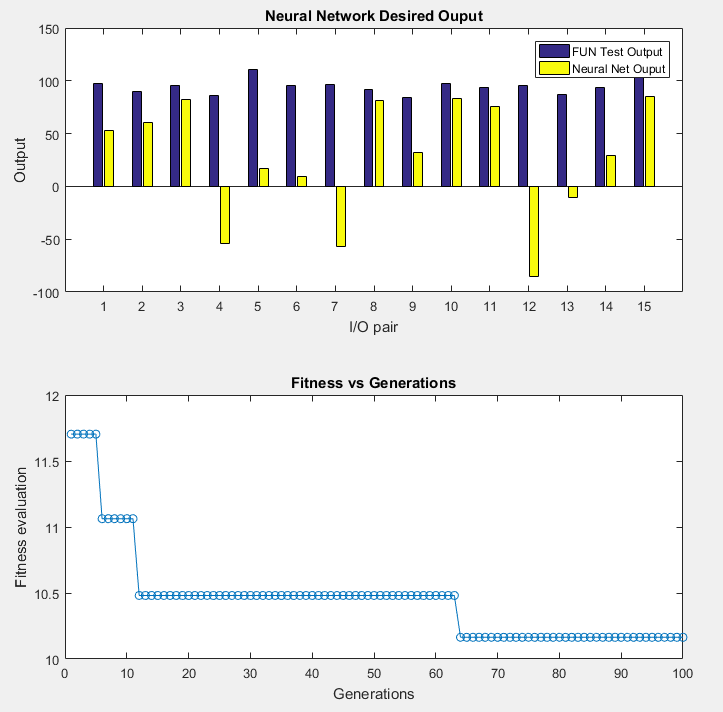 Neural Network Desired Ouput
FUN Test Output
Neural Net Ouput
150
100
50
0
-50
-100
Output
1 2 3 4 5 6 7 8 9 10 11 12 13 14 15
I/O pair
Fitness vs Generations
12
11.5
11
10.5
10
Fitness evaluation
0 10 20 30 40 50 60 70 80 90 100
Generations